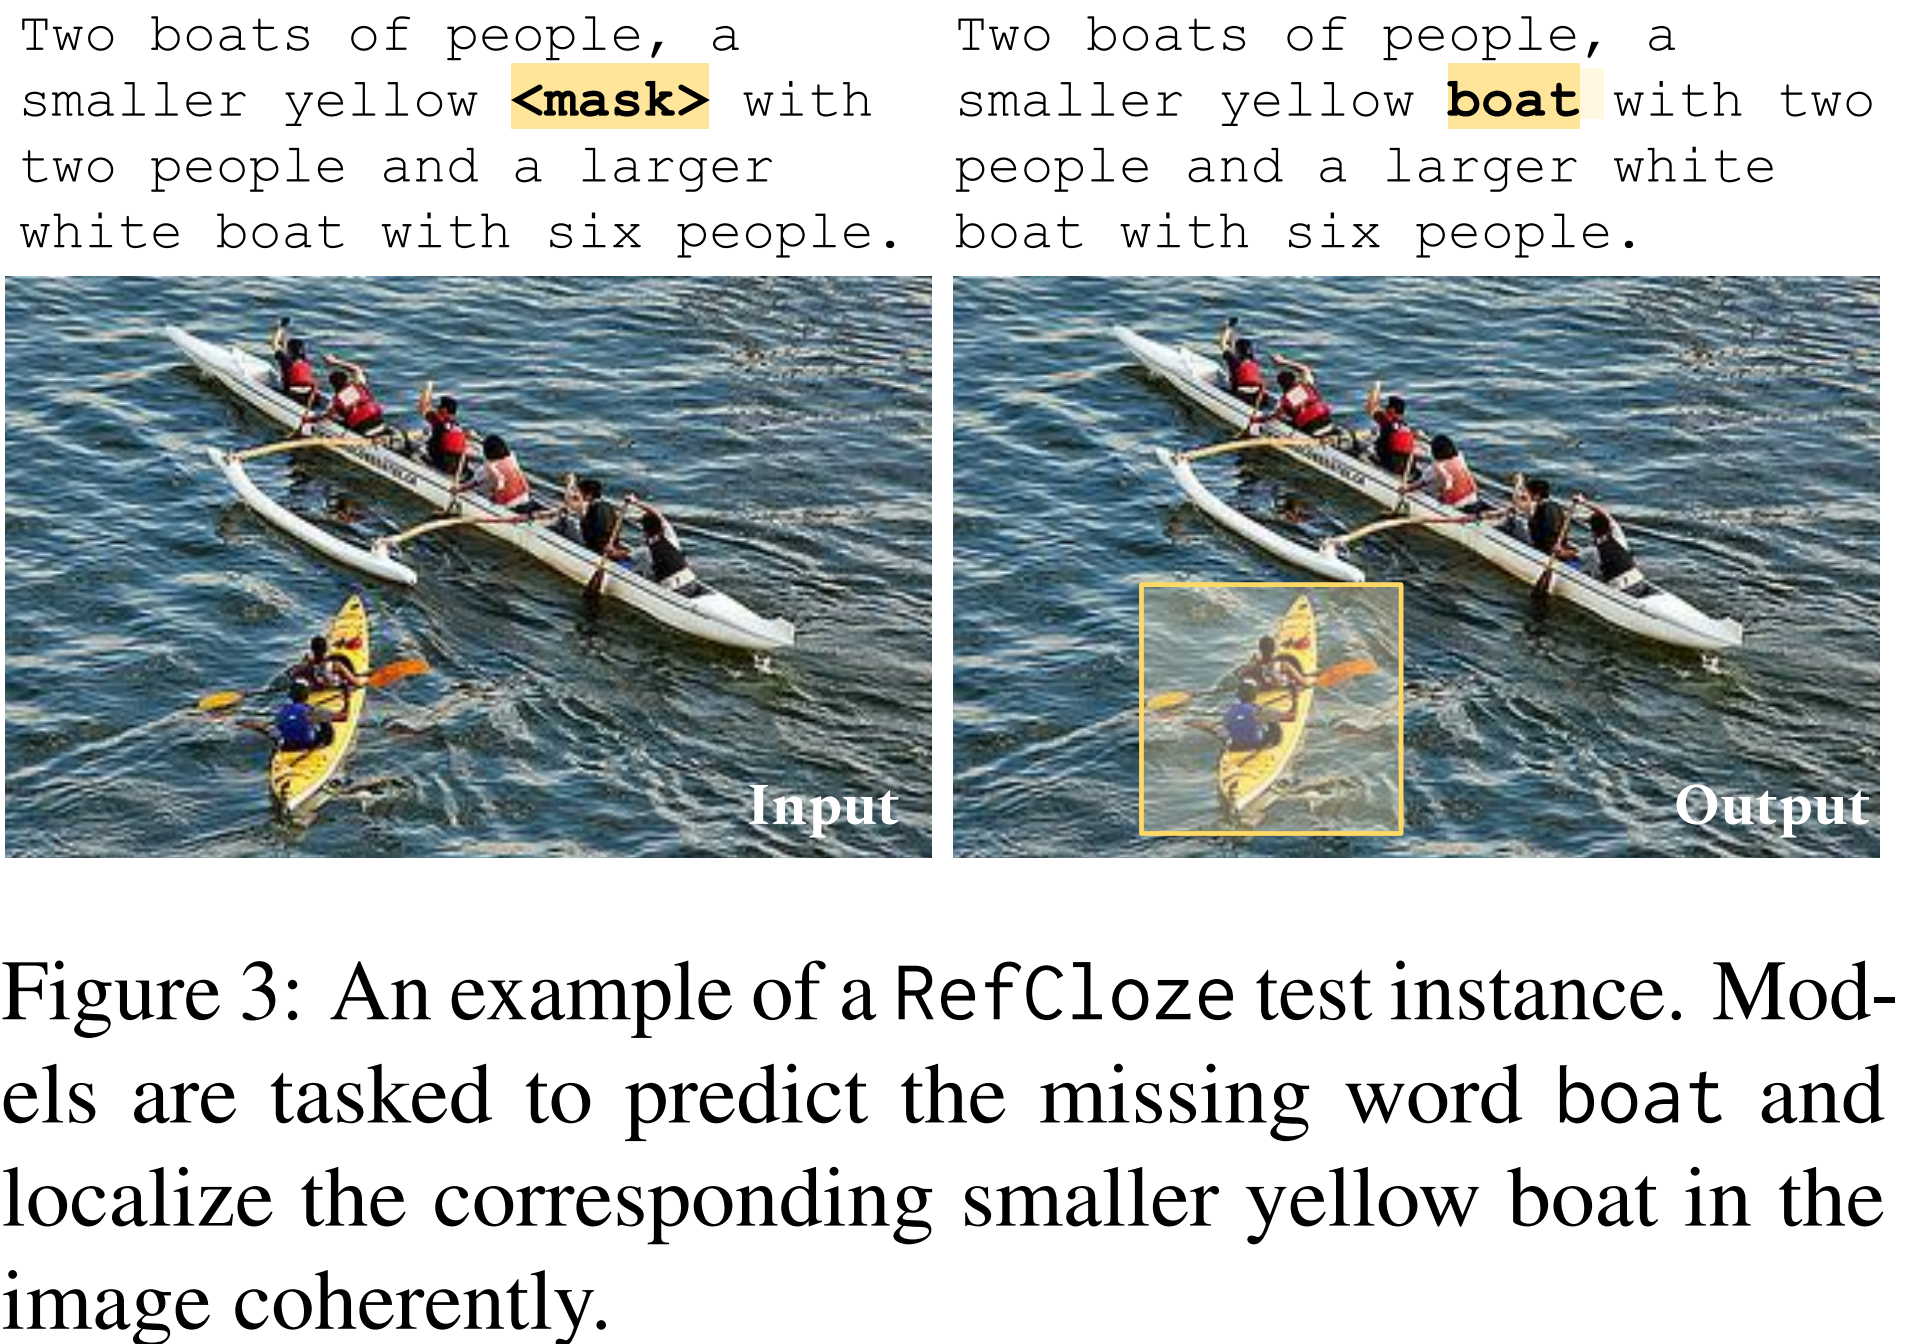 Two boats of people, a
smaller yellow <mask> with
two people and a larger
white boat with six people.
Two boats of people, a
smaller yellow boat with two
people and a larger white
boat with six people.
Input
Output
Figure 3: An example of a RefCloze test instance. Mod-
els are tasked to predict the missing word boat and
localize the corresponding smaller yellow boat in the
image coherently.